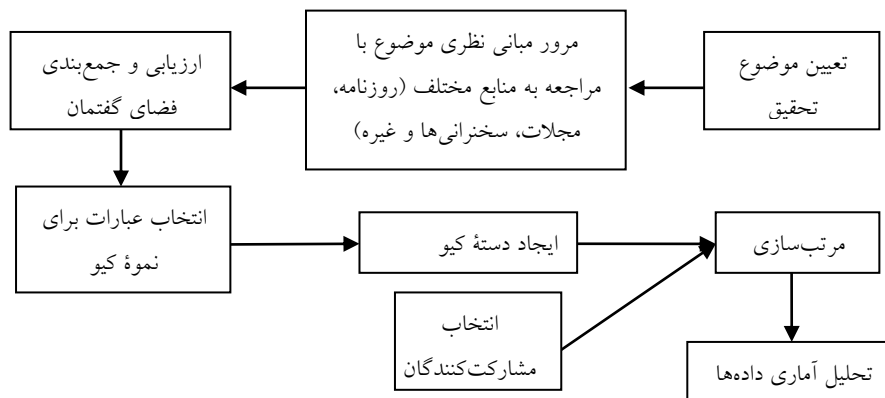 تعیین موضوع
تحقیق
مرور مبانی نظری موضوع با
مراجعه به منابع مختلف (روزنامه،
مجلات، سخنرانی‌ها و غیره)
ارزیابی و جمع‌بندی
فضای گفتمان
انتخاب عبارات برای
نموهٔ کیو
ایجاد دستهٔ کیو
مرتب‌سازی
انتخاب
مشارکت‌کنندگان
تحلیل آماری داده‌ها